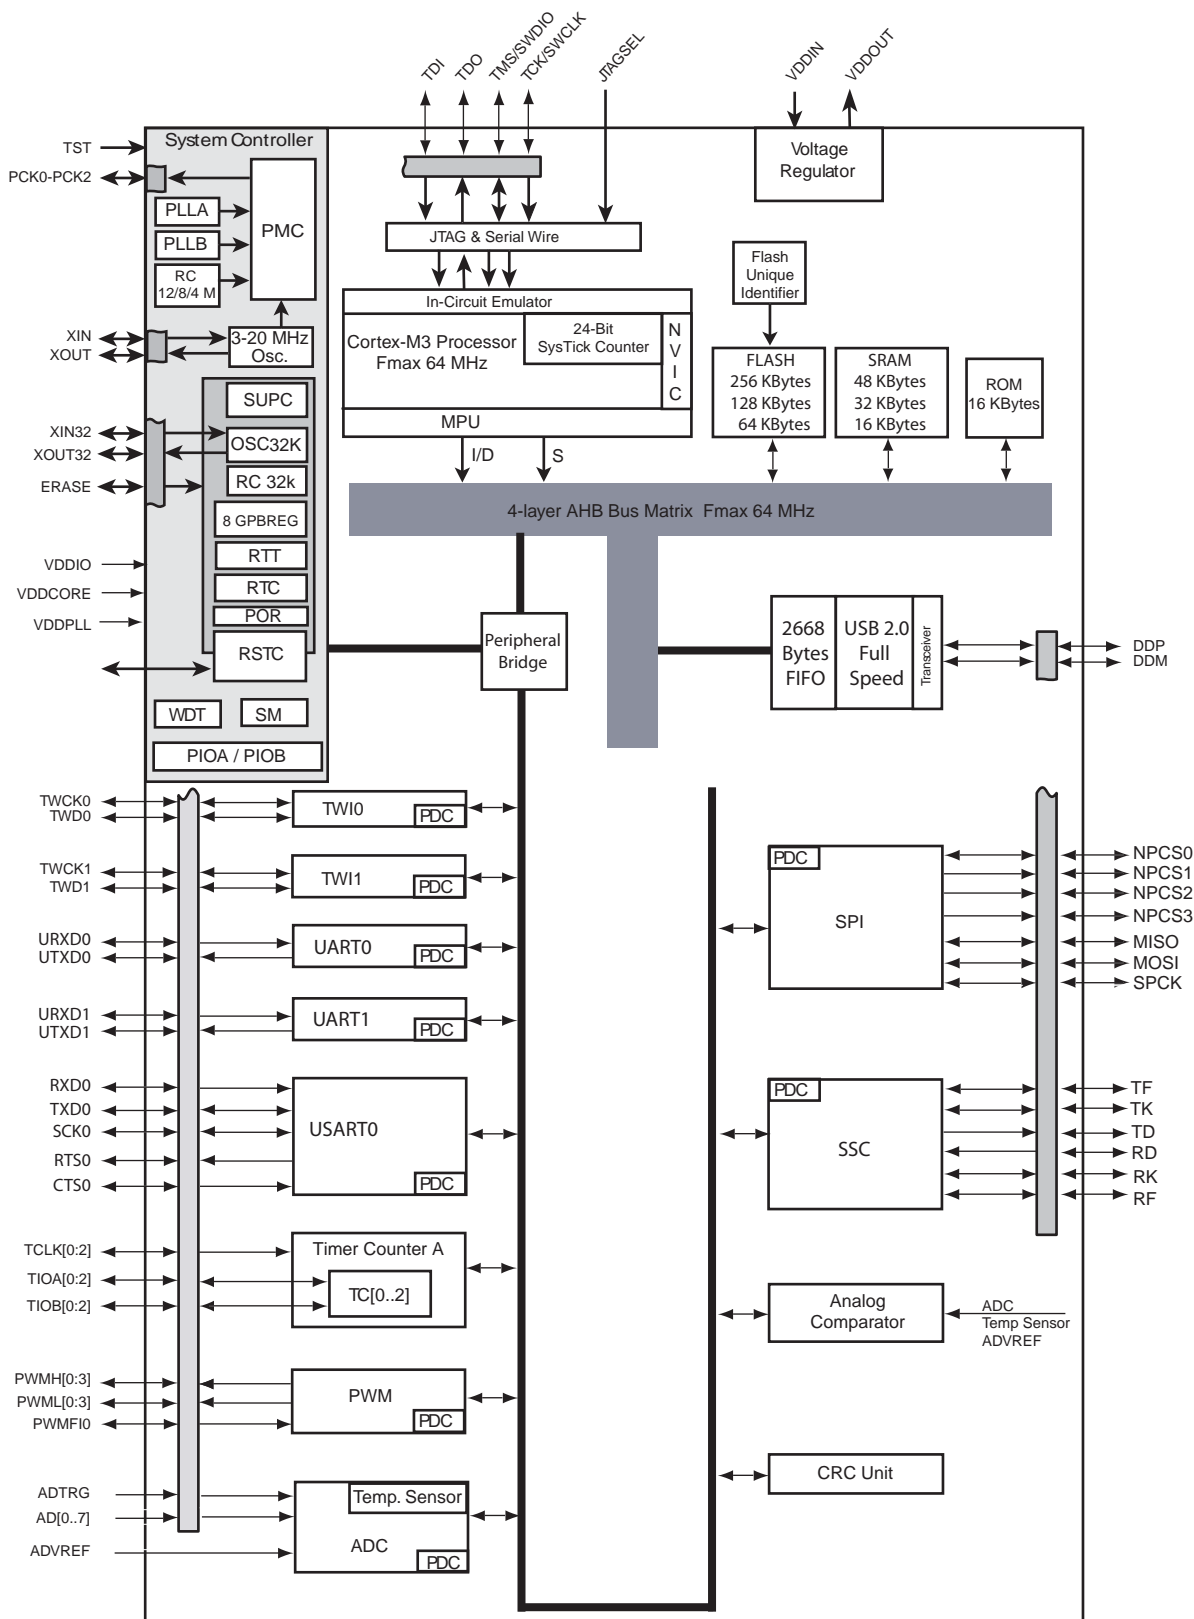 TDI
TDO
TMS/SWDIO
TCK/SWCLK
JTAGSEL
VDDIN
VDDOUT
System Controller
TST
PCK0-PCK2
PLLA
PLLB
RC
12/8/4 M
PMC
XIN
XOUT
3-20 MHz
Osc.
SUPC
XIN32
XOUT32
OSC32K
ERASE
RC 32k
8 GPBREG
RTT
VDDIO
RTC
VDDCORE
POR
VDDPLL
RSTC
WDT
SM
PIOA / PIOB
Voltage
Regulator
JTAG & Serial Wire
In-Circuit Emulator
Cortex-M3 Processor
Fmax 64 MHz
24-Bit
SysTick Counter
N
V
I
C
MPU
I/D
S
Flash
Unique
Identifier
FLASH
256 KBytes
128 KBytes
64 KBytes
SRAM
48 KBytes
32 KBytes
16 KBytes
ROM
16 KBytes
4-layer AHB Bus Matrix Fmax 64 MHz
Peripheral
Bridge
2668
Bytes
FIFO
USB 2.0
Full
Speed
Transceiver
DDP
DDM
TWCK0
TWD0
TWI0
PDC
TWCK1
TWD1
TWI1
PDC
URXD0
UTXD0
UART0
PDC
URXD1
UTXD1
UART1
PDC
RXD0
TXD0
SCK0
RTS0
CTS0
USART0
PDC
TCLK[0:2]
TIOA[0:2]
TIOB[0:2]
Timer Counter A
TC[0..2]
PWMH[0:3]
PWML[0:3]
PWMFI0
PWM
PDC
ADTRG
AD[0..7]
ADVREF
Temp. Sensor
ADC
PDC
PDC
SPI
NPCS0
NPCS1
NPCS2
NPCS3
MISO
MOSI
SPCK
PDC
SSC
TF
TK
TD
RD
RK
RF
Analog
Comparator
ADC
Temp Sensor
ADVREF
CRC Unit